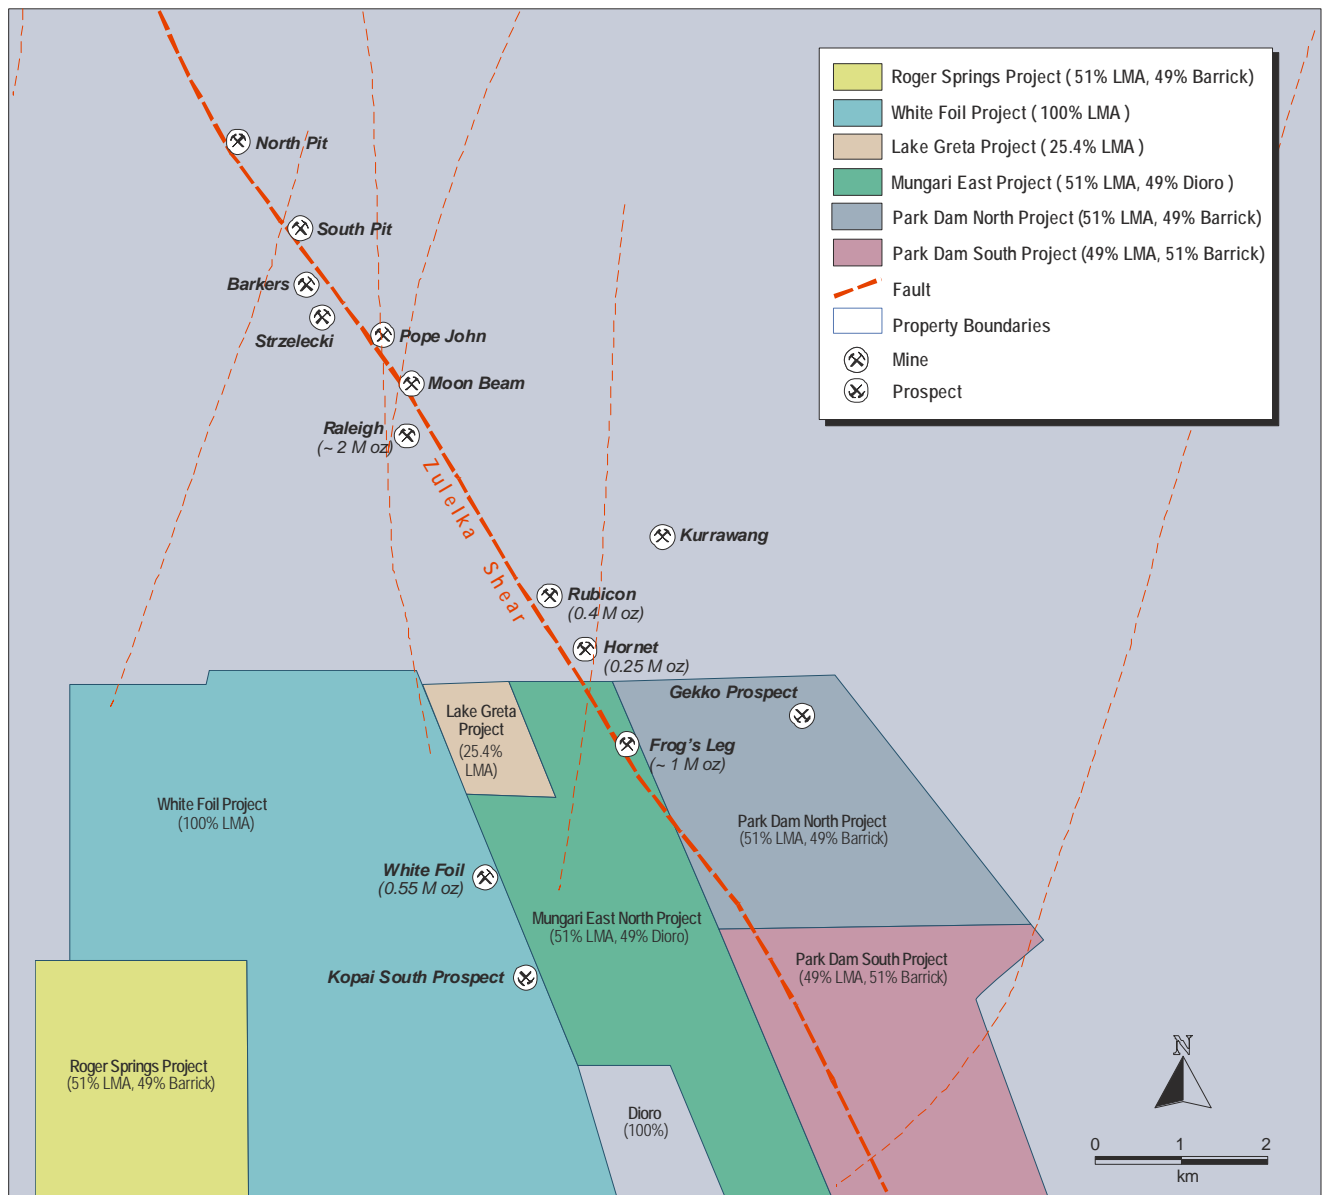 Roger Springs Project ( 51% LMA, 49% Barrick)
White Foil Project ( 100% LMA )
Lake Greta Project ( 25.4% LMA )
Mungari East Project ( 51% LMA, 49% Dioro )
Park Dam North Project (51% LMA, 49% Barrick)
Park Dam South Project (49% LMA, 51% Barrick)
Fault
Property Boundaries
Mine
Prospect
North Pit
South Pit
Barkers
Strzelecki
Pope John
Moon Beam
Raleigh
(~ 2 M oz)
Zulelka Shear
Kurrawang
Rubicon
(0.4 M oz)
Hornet
(0.25 M oz)
Gekko Prospect
Lake Greta
Project
(25.4%
LMA)
Frog's Leg
(~ 1 M oz)
White Foil Project
(100% LMA)
Park Dam North Project
(51% LMA, 49% Barrick)
White Foil
(0.55 M oz)
Mungari East North Project
(51% LMA, 49% Dioro)
Park Dam South Project
(49% LMA, 51% Barrick)
Kopai South Prospect
Roger Springs Project
(51% LMA, 49% Barrick)
Dioro
(100%)
N
0 1 2
km